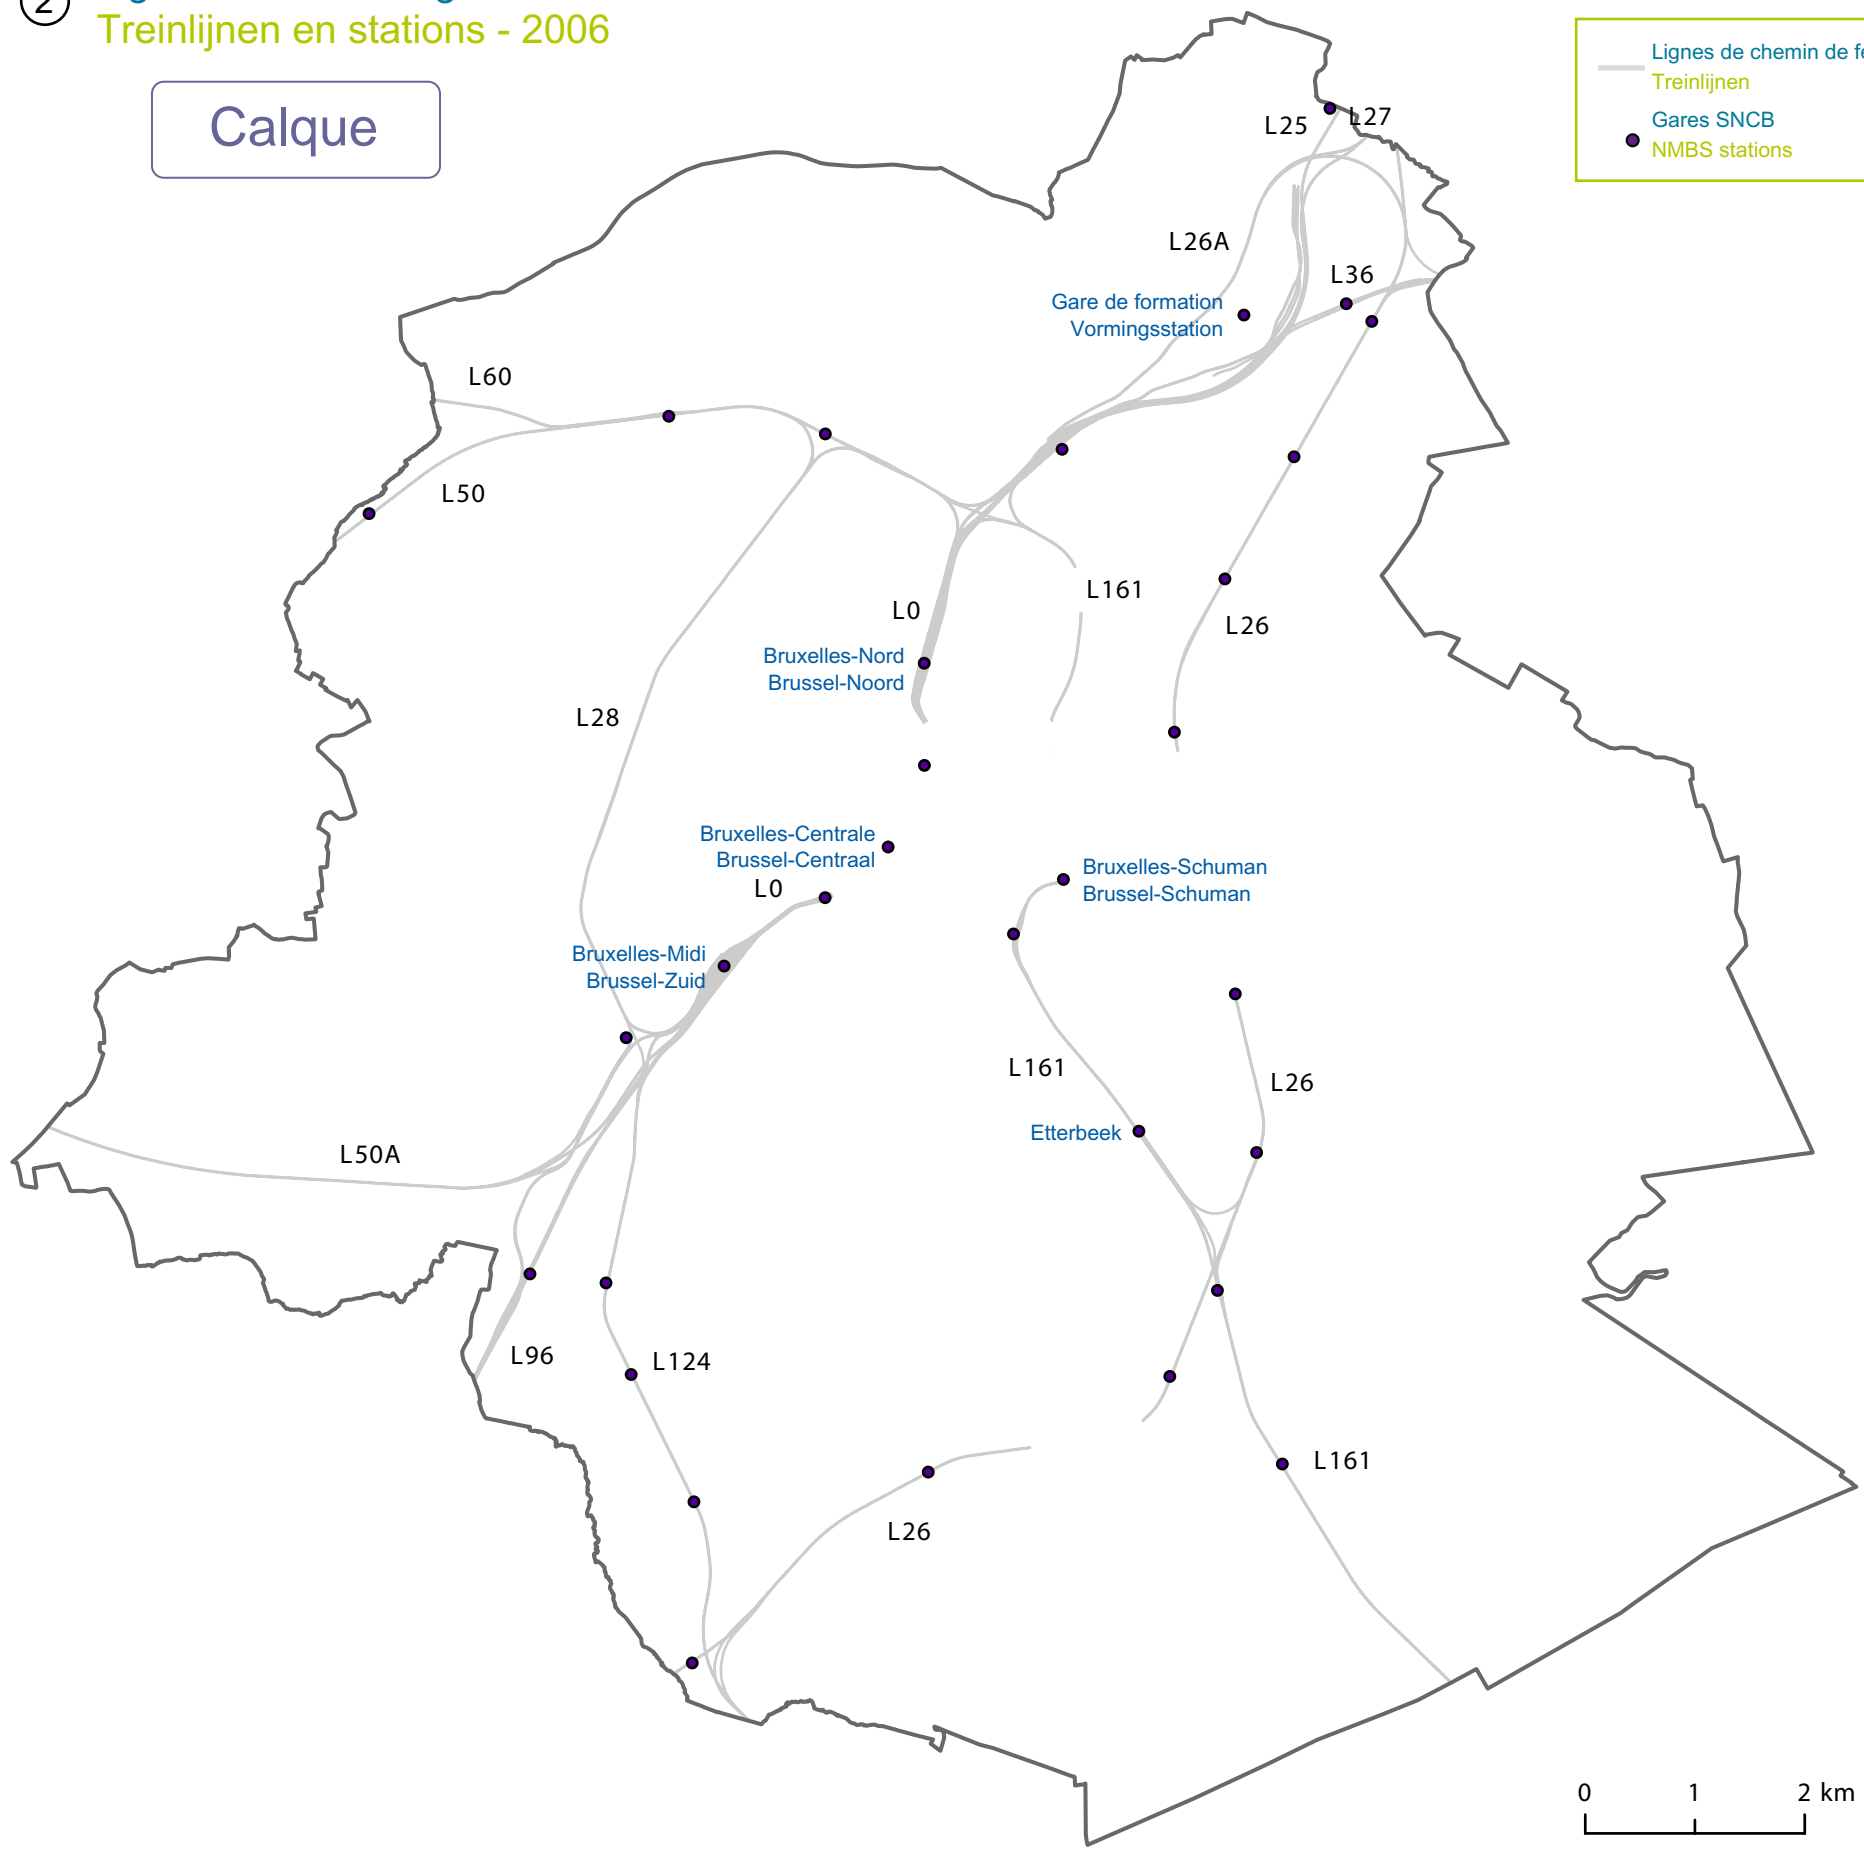 2
Treinlijnen en stations - 2006
Calque
Lignes de chemin de fe
Treinlijnen
Gares SNCB
NMBS stations
L25
L27
L26A
L36
Gare de formation
Vormingsstation
L60
L50
L161
L0
L26
Bruxelles-Nord
Brussel-Noord
L28
Bruxelles-Centrale
Brussel-Centraal
L0
Bruxelles-Schuman
Brussel-Schuman
Bruxelles-Midi
Brussel-Zuid
L161
L26
Etterbeek
L50A
L96
L124
L161
L26
0 1 2 km